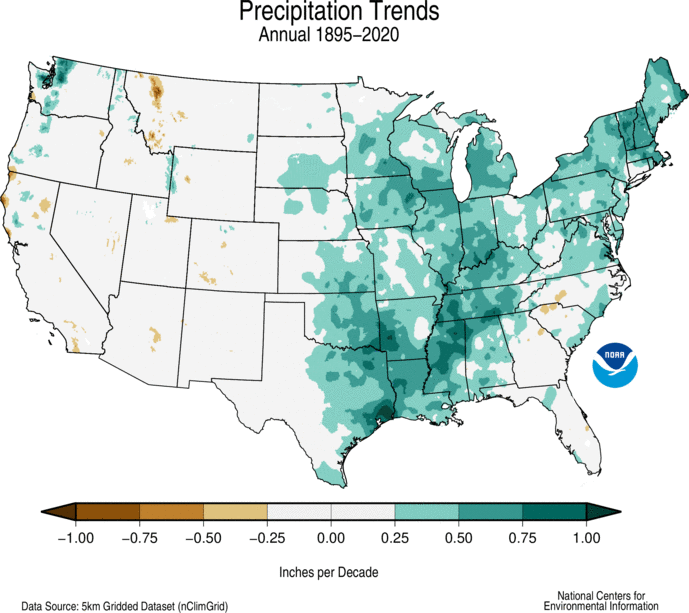 Precipitation Trends
Annual 1895−2020
NOAA
−1.00 −0.75 −0.50 −0.25 0.00 0.25 0.50 0.75 1.00
Inches per Decade
National Centers for
Data Source: 5km Gridded Dataset (nClimGrid) Environmental Information